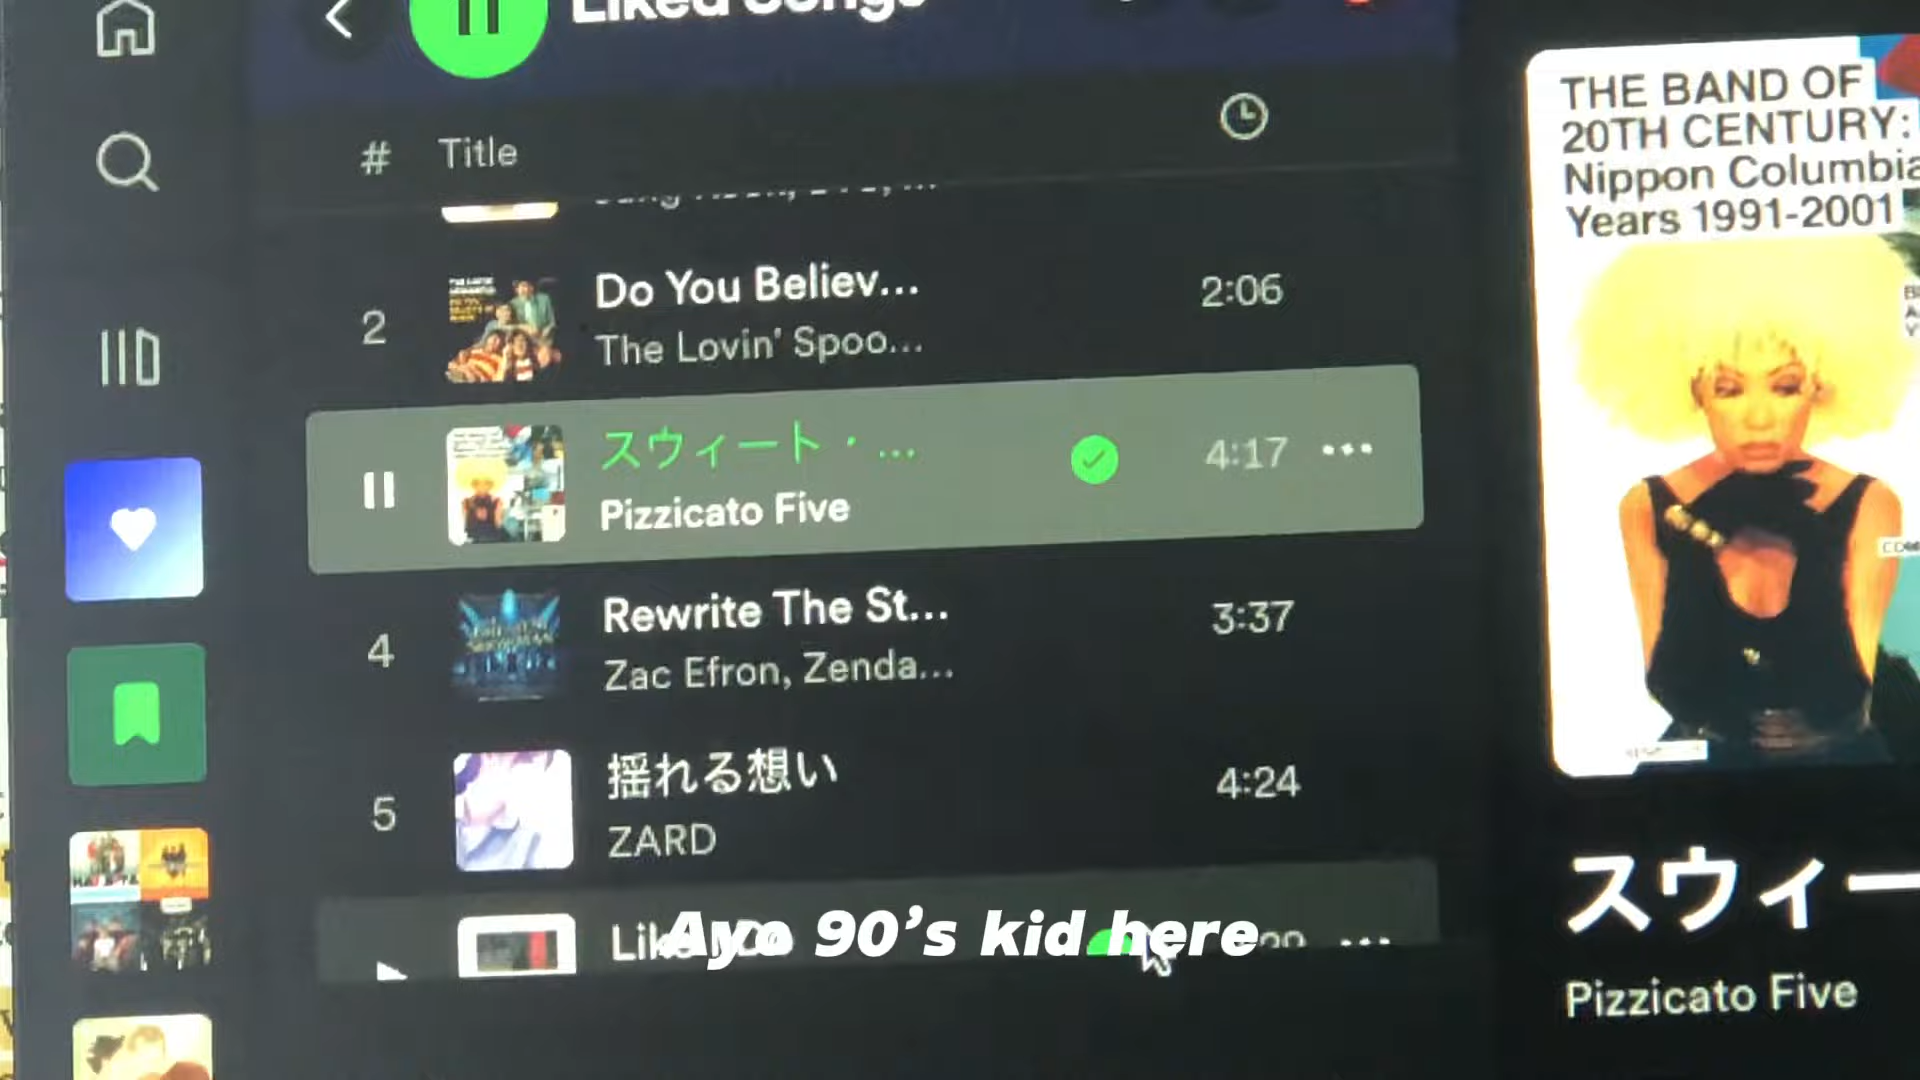 Liked Songs
# Title
2
Do You Believ...
The Lovin' Spoo...
2:06
スウィート・...
Pizzicato Five
4:17
4
Rewrite The St...
Zac Efron, Zenda...
3:37
5
揺れる想い
ZARD
4:24
Ayo 90's kid here
THE BAND OF
20TH CENTURY:
Nippon Columbia
Years 1991-2001
スウィー
Pizzicato Five